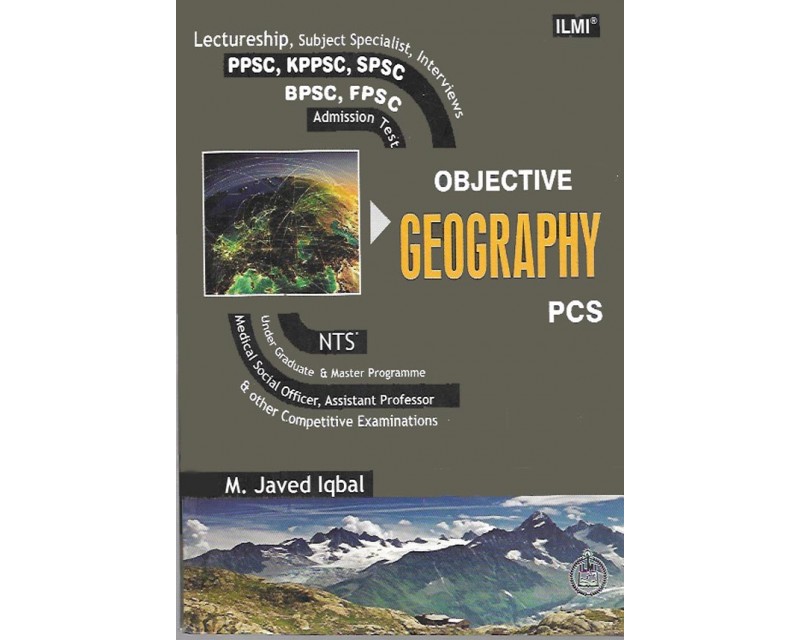 ILMI®
Lectureship, Subject Specialist, Interviews
PPSC, KPPSC, SPSC
BPSC, FPSC
Admission Test
OBJECTIVE
GEOGRAPHY
PCS
NTS
Under Graduate & Master Programme
Medical Social Officer, Assistant Professor
& other Competitive Examinations
M. Javed Iqbal
ILMI